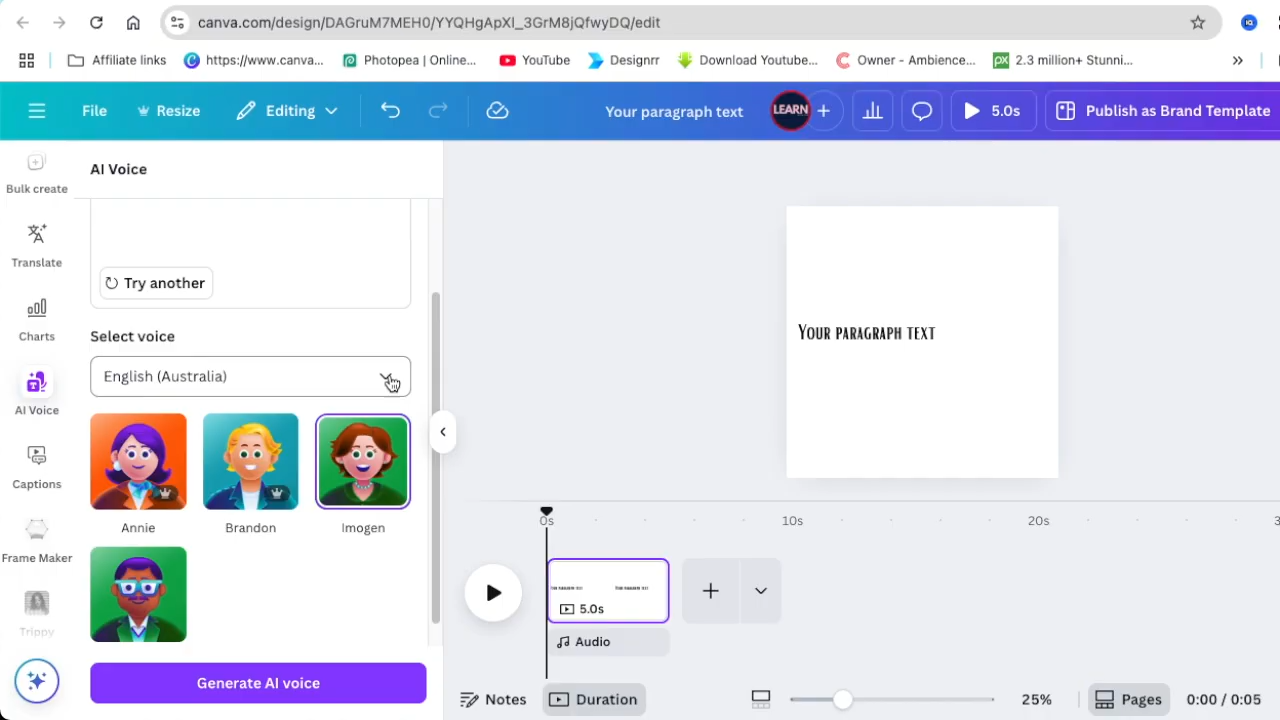 canva.com/design/DAGruM7MEH0/YYQHgApXl_3GrM8jQfwyDQ/edit
Affiliate links
https://www.canva...
Photopea | Online...
YouTube
Designrr
Download Youtube...
Owner - Ambience...
2.3 million+ Stunni...
File
Resize
Editing
Your paragraph text
LEARN
5.0s
Publish as Brand Template
Bulk create
Translate
Charts
AI Voice
Captions
Frame Maker
Trippy
AI Voice
Try another
Select voice
English (Australia)
Annie
Brandon
Imogen
Generate AI voice
Your paragraph text
0s
10s
20s
5.0s
Audio
Notes
Duration
25%
Pages
0:00 / 0:05